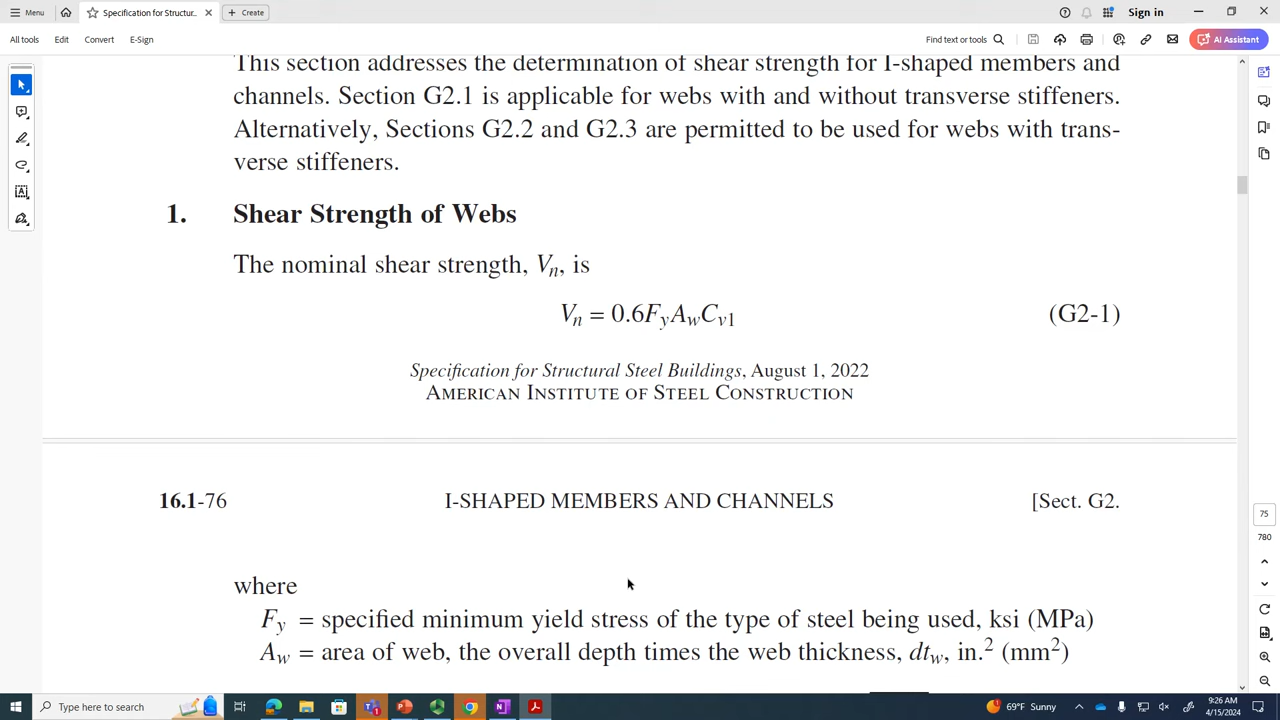 Menu
Specification for Structur...
Create
Sign in
All tools
Edit
Convert
E-Sign
Find text or tools
AI Assistant
This section addresses the determination of shear strength for I-shaped members and
channels. Section G2.1 is applicable for webs with and without transverse stiffeners.
Alternatively, Sections G2.2 and G2.3 are permitted to be used for webs with trans-
verse stiffeners.
1. Shear Strength of Webs
The nominal shear strength, Vn, is
Vn = 0.6FyAwCv1 (G2-1)
Specification for Structural Steel Buildings, August 1, 2022
AMERICAN INSTITUTE OF STEEL CONSTRUCTION
16.1-76 I-SHAPED MEMBERS AND CHANNELS [Sect. G2.
where
Fy = specified minimum yield stress of the type of steel being used, ksi (MPa)
Aw = area of web, the overall depth times the web thickness, dtw, in.2 (mm2)
75
780
Type here to search
69°F Sunny
9:26 AM
4/15/2024